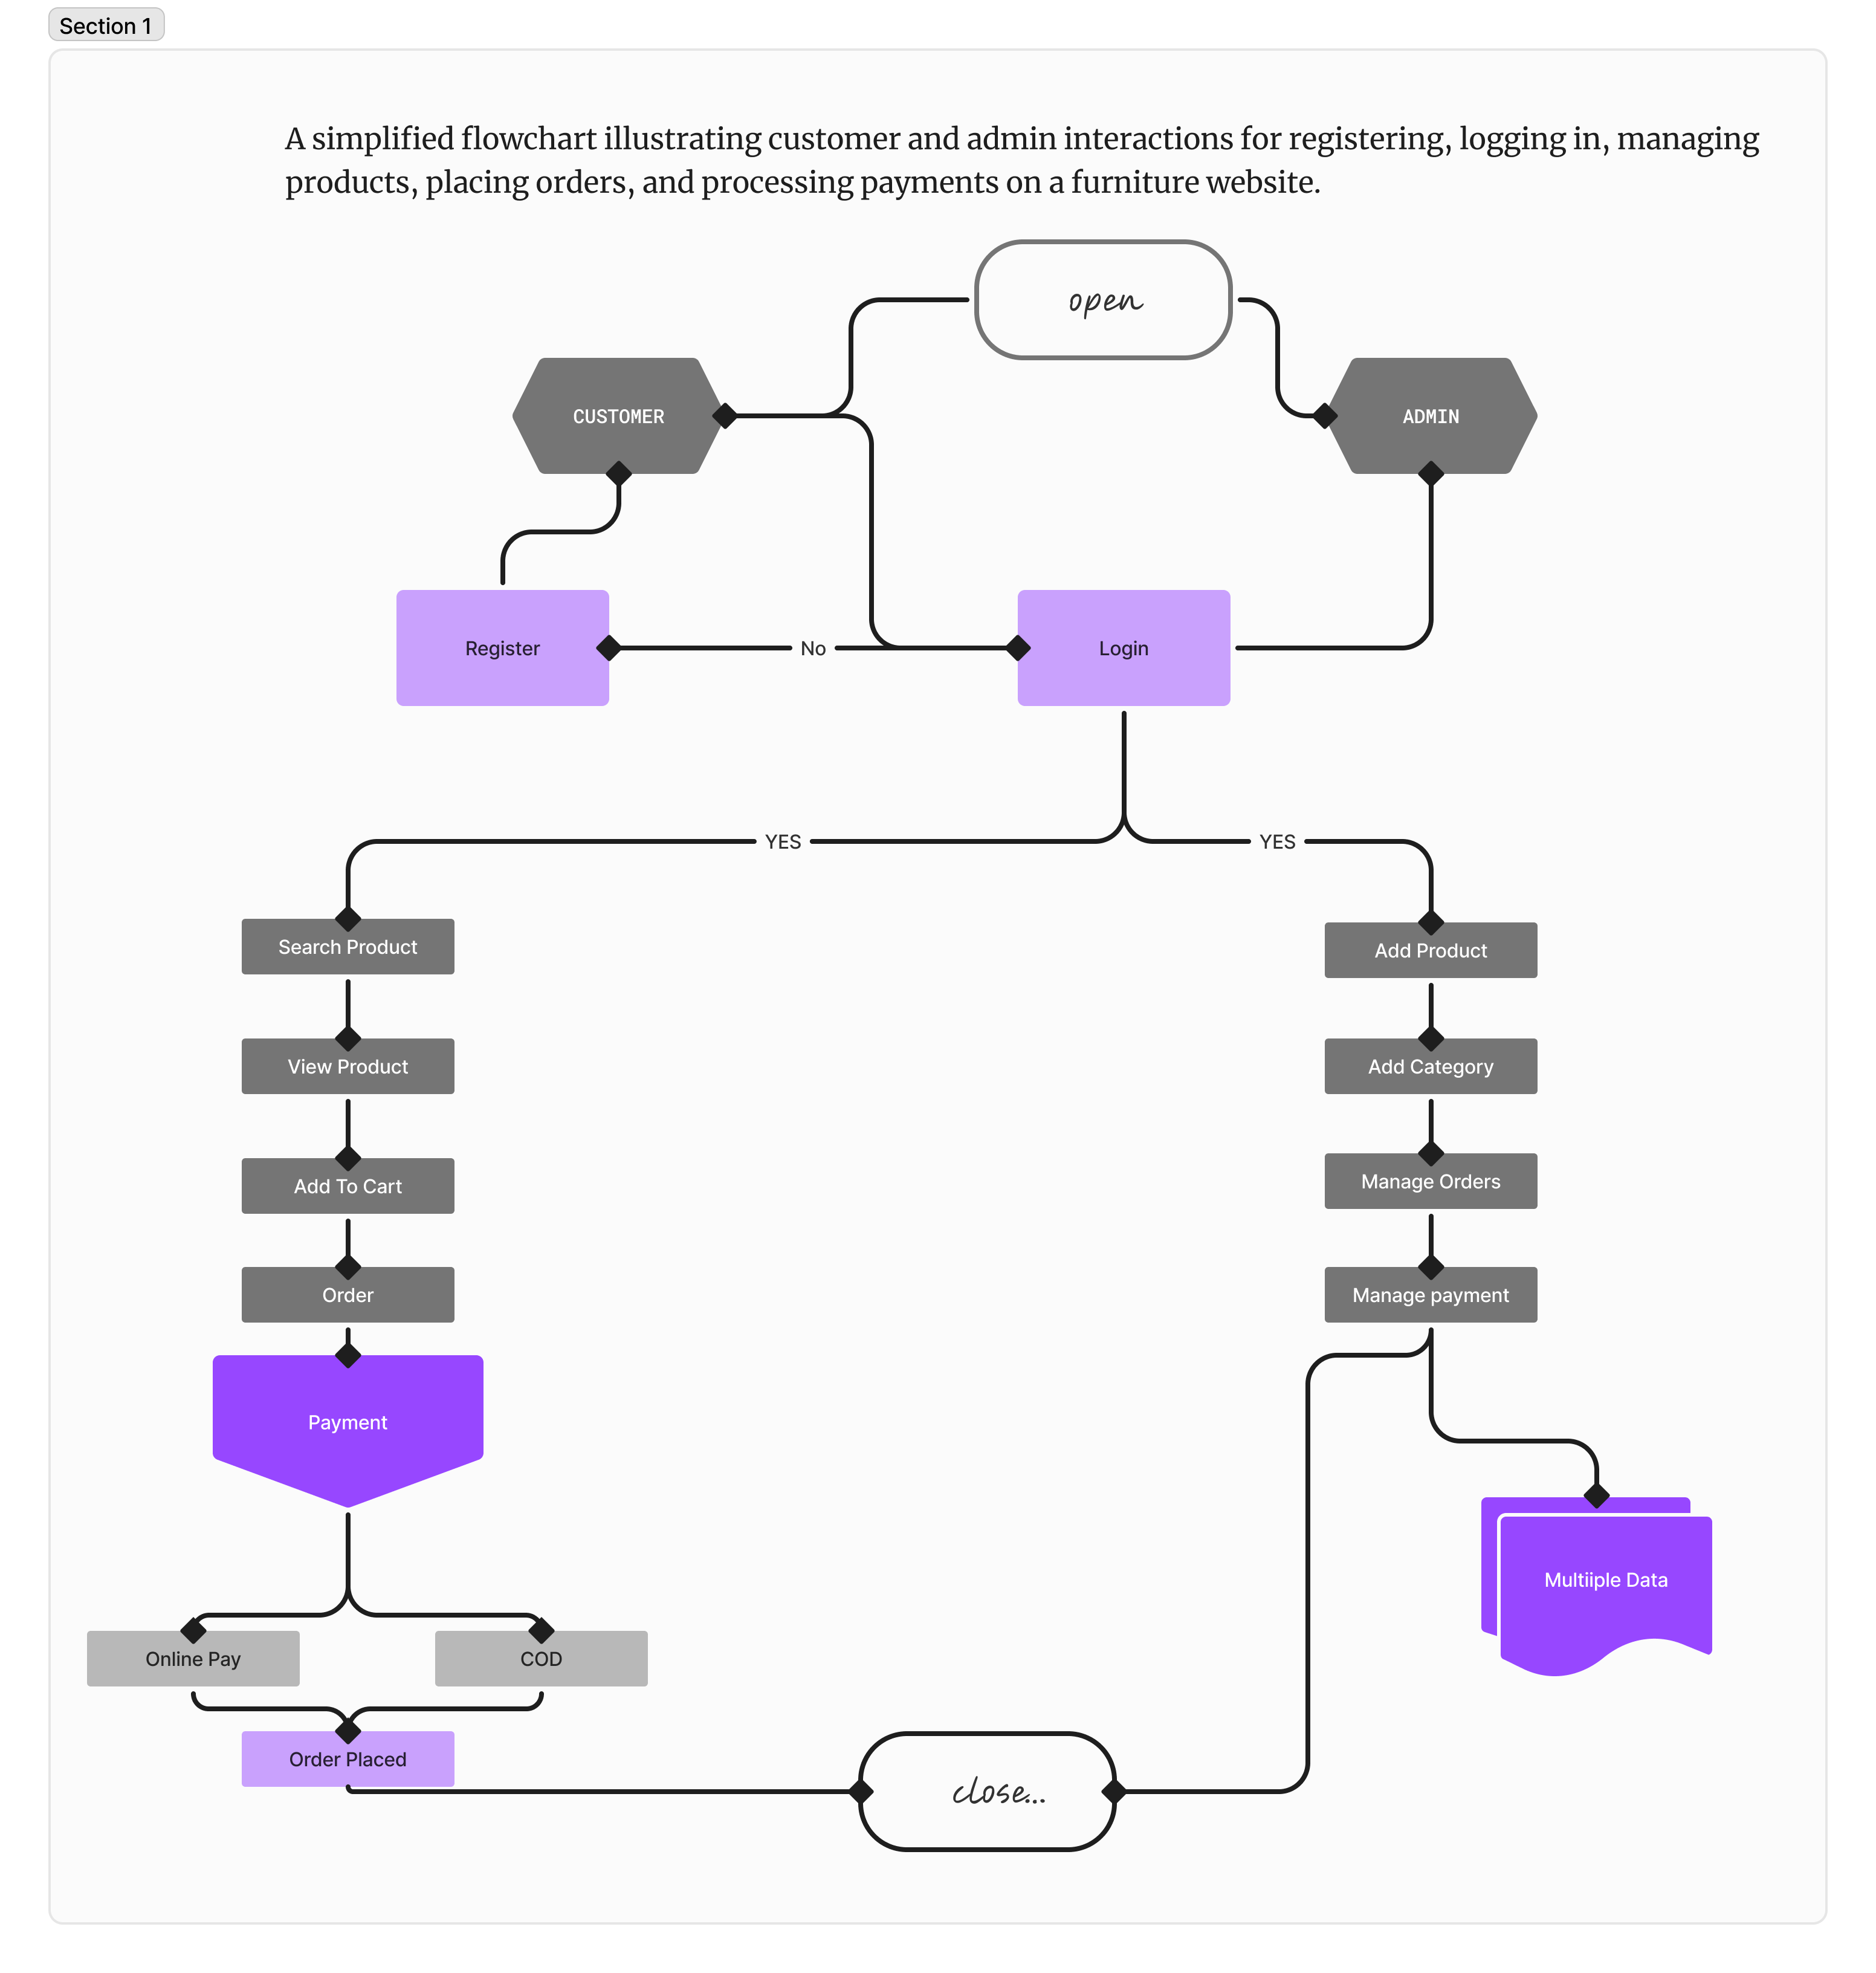 Section 1
A simplified flowchart illustrating customer and admin interactions for registering, logging in, managing
products, placing orders, and processing payments on a furniture website.
open
CUSTOMER
ADMIN
Register
No
Login
YES
YES
Search Product
Add Product
View Product
Add Category
Add To Cart
Manage Orders
Order
Manage payment
Payment
Multiiple Data
Online Pay
COD
Order Placed
close...